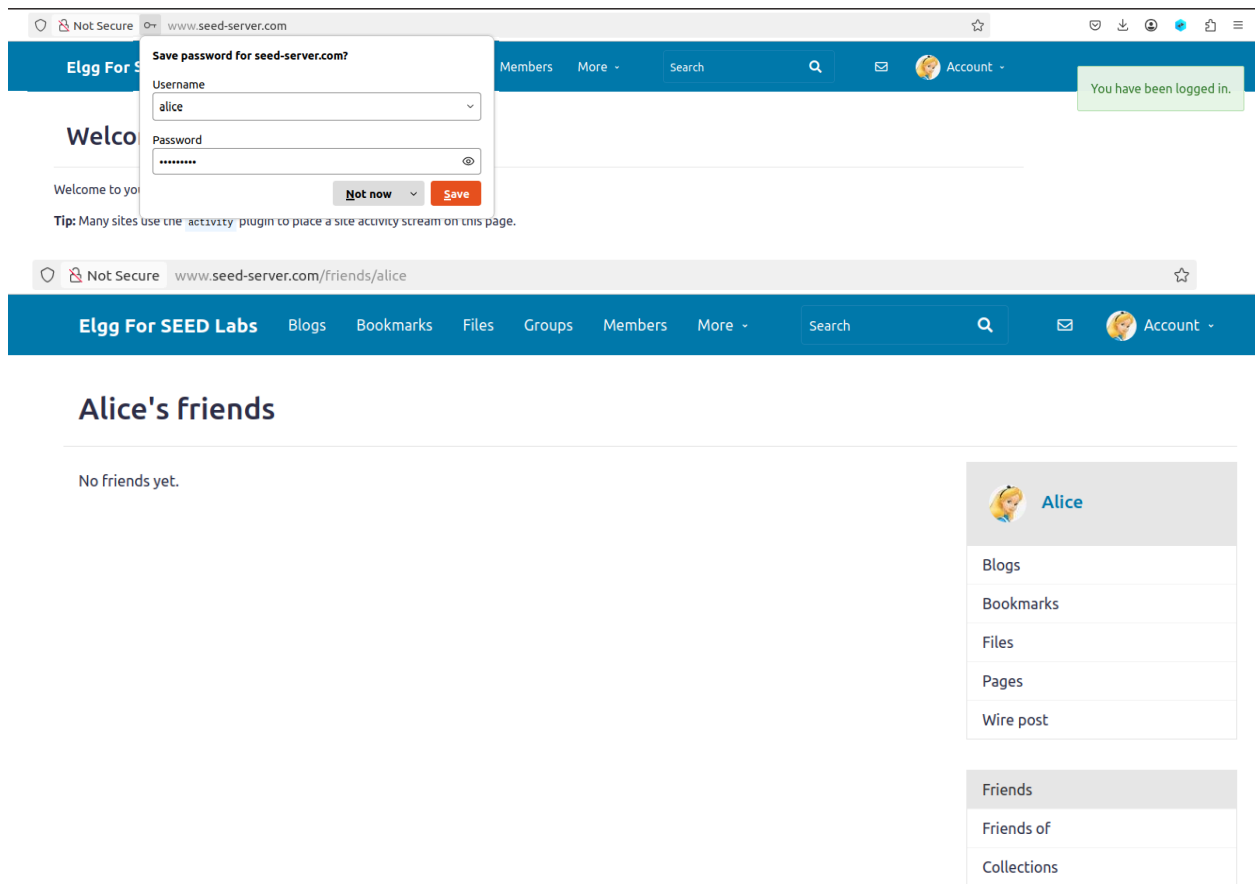 Not Secure www.seed-server.com
Save password for seed-server.com?
Username
alice
Password
•••••••••
Not now Save
Elgg For S Members More Search Account
You have been logged in.
Welco
Welcome to yo
Tip: Many sites use the activity plugin to place a site activity stream on this page.
Not Secure www.seed-server.com/friends/alice
Elgg For SEED Labs Blogs Bookmarks Files Groups Members More Search Account
Alice's friends
No friends yet.
Alice
Blogs
Bookmarks
Files
Pages
Wire post
Friends
Friends of
Collections